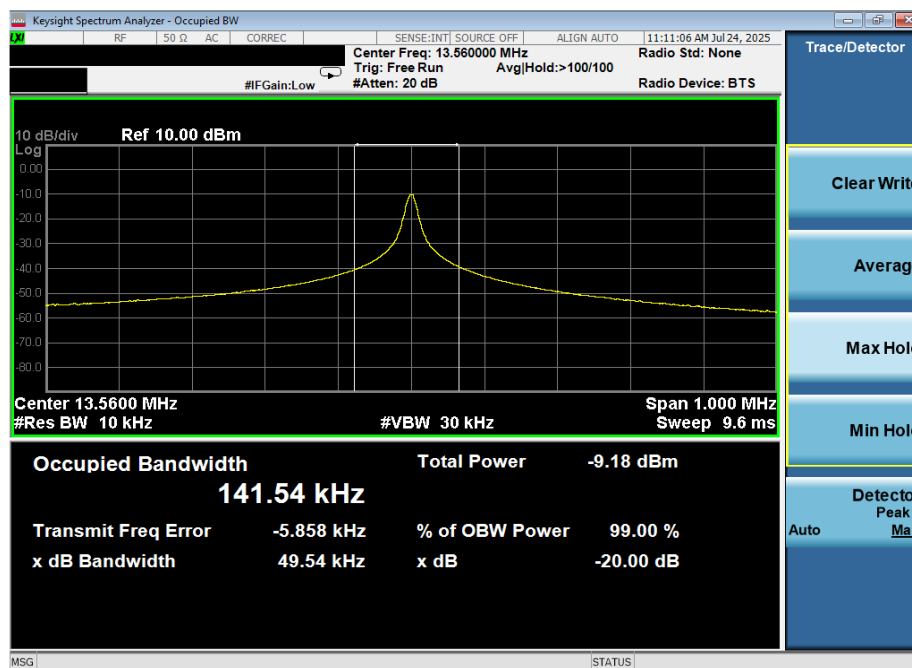 Keysight Spectrum Analyzer - Occupied BW
LXI RF 50 Ω AC CORREC SENSE:INT SOURCE OFF ALIGN AUTO 11:11:06 AM Jul 24, 2025
Center Freq: 13.560000 MHz Radio Std: None
Trig: Free Run Avg|Hold:>100/100
#IFGain:Low #Atten: 20 dB Radio Device: BTS
Trace/Detector
10 dB/div Ref 10.00 dBm
Log
0.00
-10.0
-20.0
-30.0
-40.0
-50.0
-60.0
-70.0
-80.0
Center 13.5600 MHz Span 1.000 MHz
#Res BW 10 kHz #VBW 30 kHz Sweep 9.6 ms
Occupied Bandwidth Total Power -9.18 dBm
141.54 kHz
Transmit Freq Error -5.858 kHz % of OBW Power 99.00 %
x dB Bandwidth 49.54 kHz x dB -20.00 dB
Clear Write
Averag
Max Hol
Min Hol
Detecto
Peak
Auto Ma
MSG STATUS